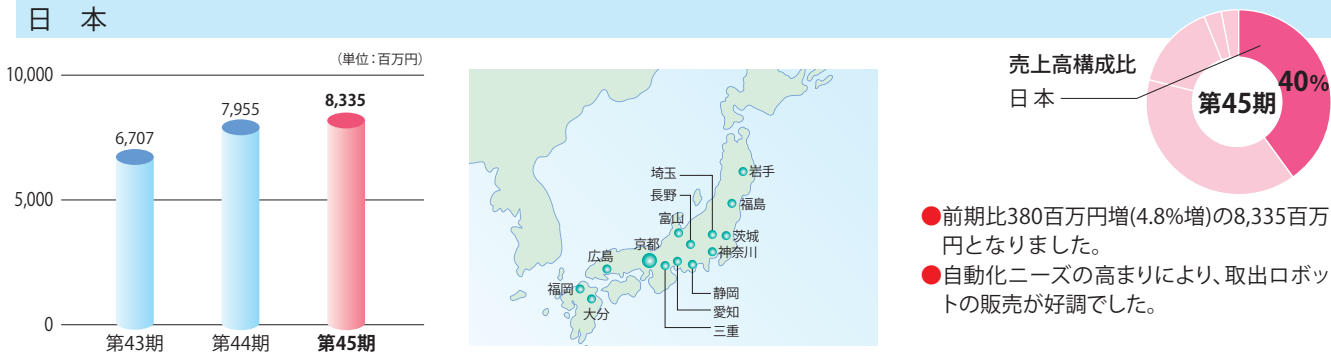 日 本
(単位:百万円)
10,000
5,000
0
6,707
7,955
8,335
第43期
第44期
第45期
岩手
埼玉
長野
福島
富山
茨城
京都
神奈川
広島
福岡
静岡
大分
愛知
三重
売上高構成比
日 本
40%
第45期
●前期比380百万円増(4.8%増)の8,335百万
円となりました。
●自動化ニーズの高まりにより、取出ロボッ
トの販売が好調でした。